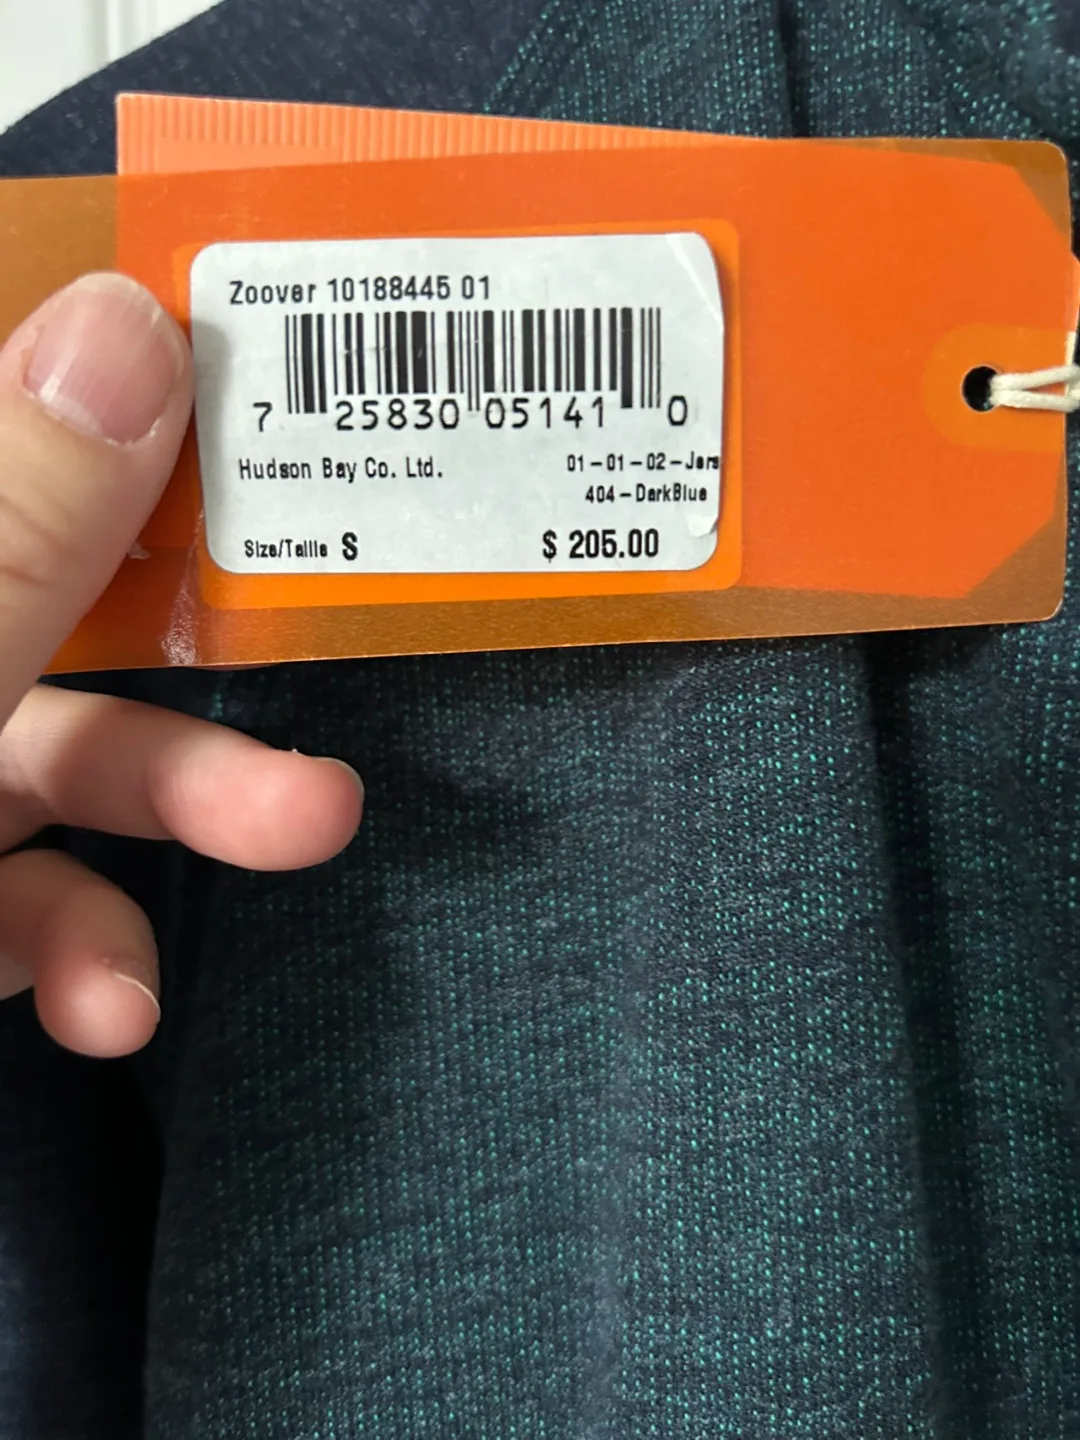 Zoover 10188445 01
7 25830 05141 0
Hudson Bay Co. Ltd.
01-01-02-Jers
404-DarkBlue
Size/Taille S
$ 205.00